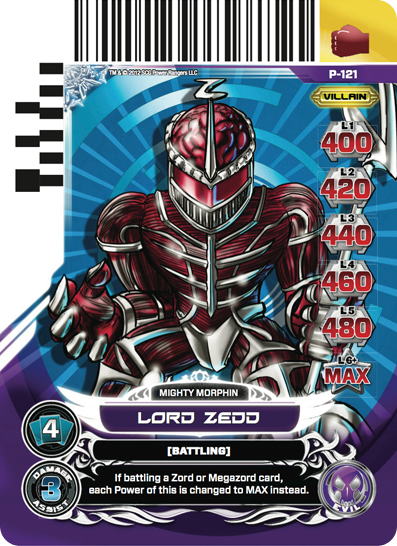 TM & © 2012 SCG Power Rangers LLC
P-121
VILLAIN
L1
400
L2
420
L3
440
L4
460
L5
480
L6+
MAX
MIGHTY MORPHIN
LORD ZEDD
4
[BATTLING]
DAMAGE
3
ASSIST
If battling a Zord or Megazord card,
each Power of this is changed to MAX instead.
EVIL